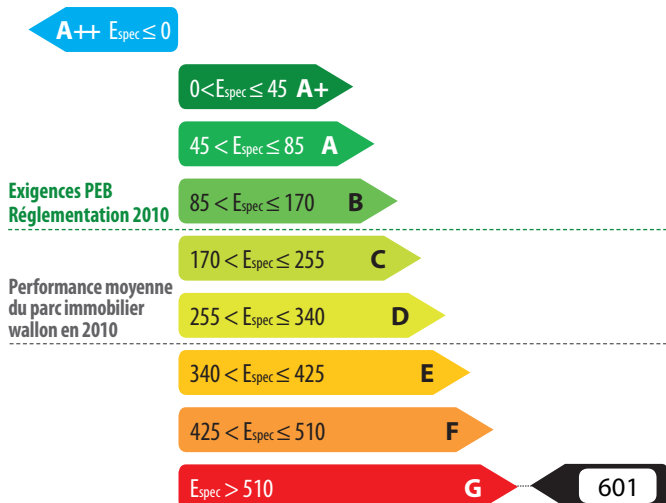 A++ Espec ≤ 0
0<Espec ≤ 45 A+
45 < Espec ≤ 85 A
Exigences PEB
Réglementation 2010
85 < Espec ≤ 170 B
170 < Espec ≤ 255 C
Performance moyenne
du parc immobilier
wallon en 2010
255 < Espec ≤ 340 D
340 < Espec ≤ 425 E
425 < Espec ≤ 510 F
Espec > 510 G
601